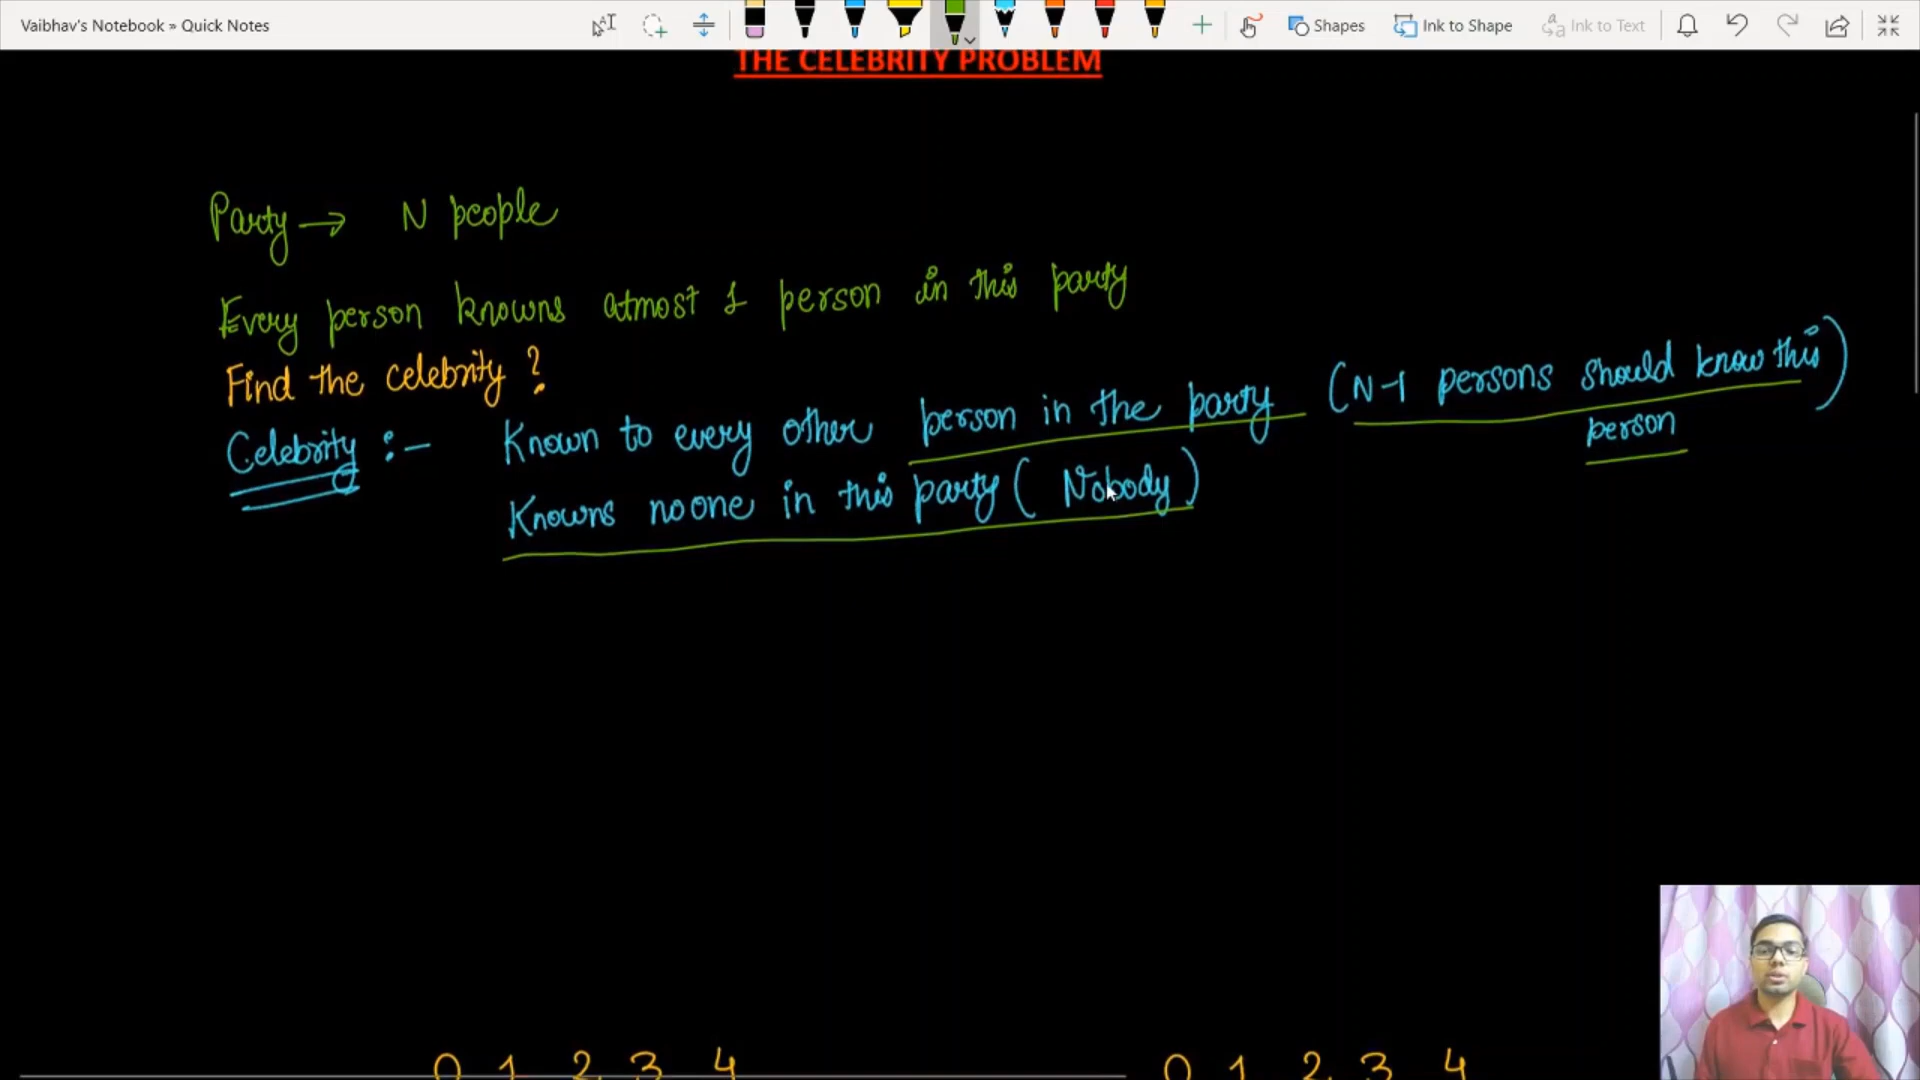 Vaibhav's Notebook » Quick Notes
Shapes
Ink to Shape
Ink to Text
THE CELEBRITY PROBLEM
Party → N people
Every person knowns atmost 1 person in this party
Find the celebrity ?
Celebrity :- Known to every other person in the party (N-1 persons should know this person)
Knowns noone in this party ( Nobody )
0 1 2 3 4
0 1 2 3 4